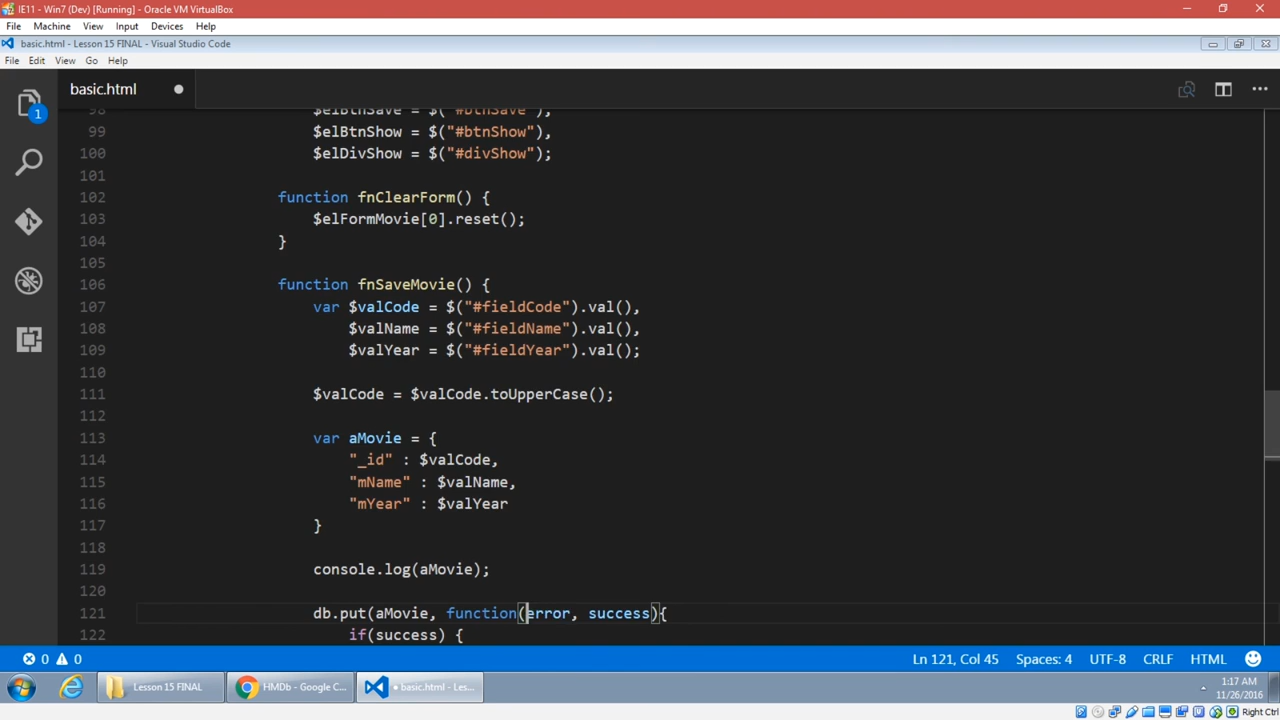 IE11 - Win7 (Dev) [Running] - Oracle VM VirtualBox
File Machine View Input Devices Help
basic.html - Lesson 15 FINAL - Visual Studio Code
File Edit View Go Help
basic.html
98 $elBtnSave = $("#btnSave"),
99 $elBtnShow = $("#btnShow"),
100 $elDivShow = $("#divShow");
101
102 function fnClearForm() {
103 $elFormMovie[0].reset();
104 }
105
106 function fnSaveMovie() {
107 var $valCode = $("#fieldCode").val(),
108 $valName = $("#fieldName").val(),
109 $valYear = $("#fieldYear").val();
110
111 $valCode = $valCode.toUpperCase();
112
113 var aMovie = {
114 "_id" : $valCode,
115 "mName" : $valName,
116 "mYear" : $valYear
117 }
118
119 console.log(aMovie);
120
121 db.put(aMovie, function(error, success){
122 if(success) {
1
0 0 Ln 121, Col 45 Spaces: 4 UTF-8 CRLF HTML
Lesson 15 FINAL HMDb - Google C... • basic.html - Les... 1:17 AM
11/26/2016
Right Ctrl